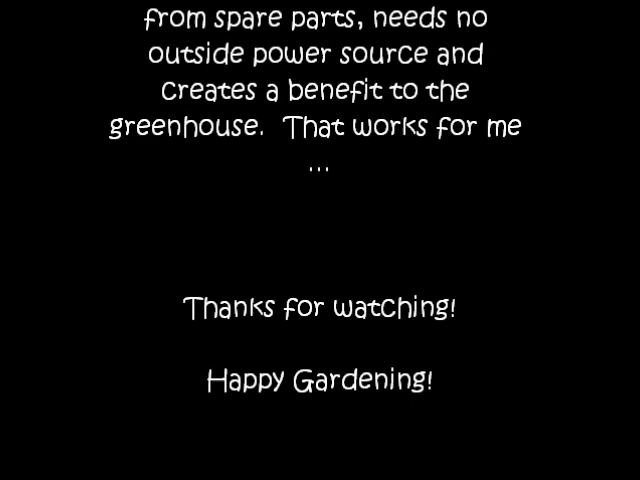 from spare parts, needs no
outside power source and
creates a benefit to the
greenhouse.  That works for me
...
Thanks for watching!
Happy Gardening!